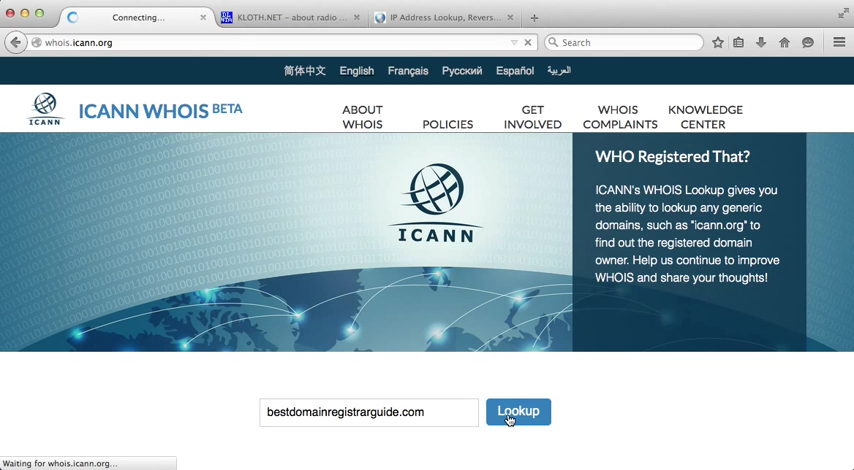 Connecting...
KLOTH.NET - about radio ...
IP Address Lookup, Revers...
whois.icann.org
Search
简体中文 English Français Русский Español العربية
ICANN
ICANN WHOIS BETA
ABOUT WHOIS
POLICIES
GET INVOLVED
WHOIS COMPLAINTS
KNOWLEDGE CENTER
ICANN
WHO Registered That?
ICANN's WHOIS Lookup gives you
the ability to lookup any generic
domains, such as "icann.org" to
find out the registered domain
owner. Help us continue to improve
WHOIS and share your thoughts!
bestdomainregistrarguide.com
Lookup
Waiting for whois.icann.org...